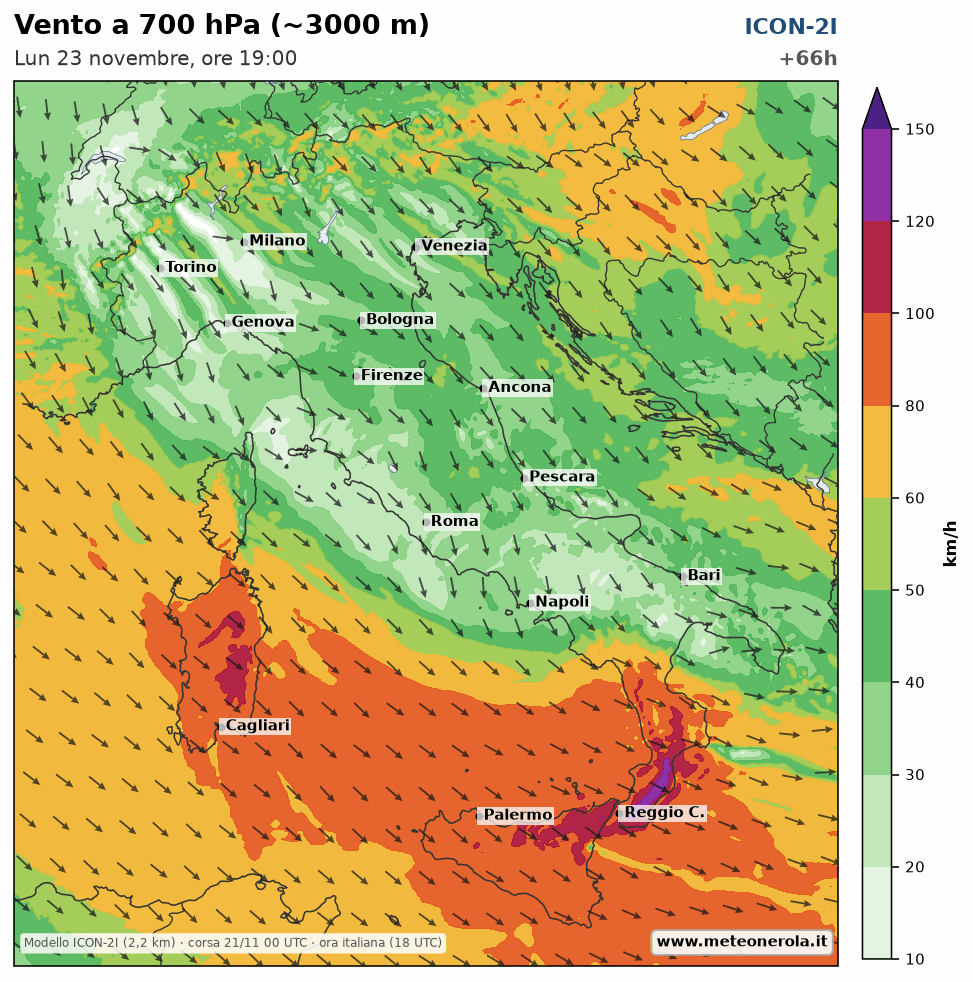 Vento a 700 hPa (~3000 m)
ICON-2I
Lun 23 novembre, ore 19:00
+66h
150
120
100
80
60
50
40
30
20
10
km/h
Milano
Venezia
Torino
Genova
Bologna
Firenze
Ancona
Pescara
Roma
Bari
Napoli
Cagliari
Palermo
Reggio C.
Modello ICON-2I (2,2 km) · corsa 21/11 00 UTC · ora italiana (18 UTC)
www.meteonerola.it